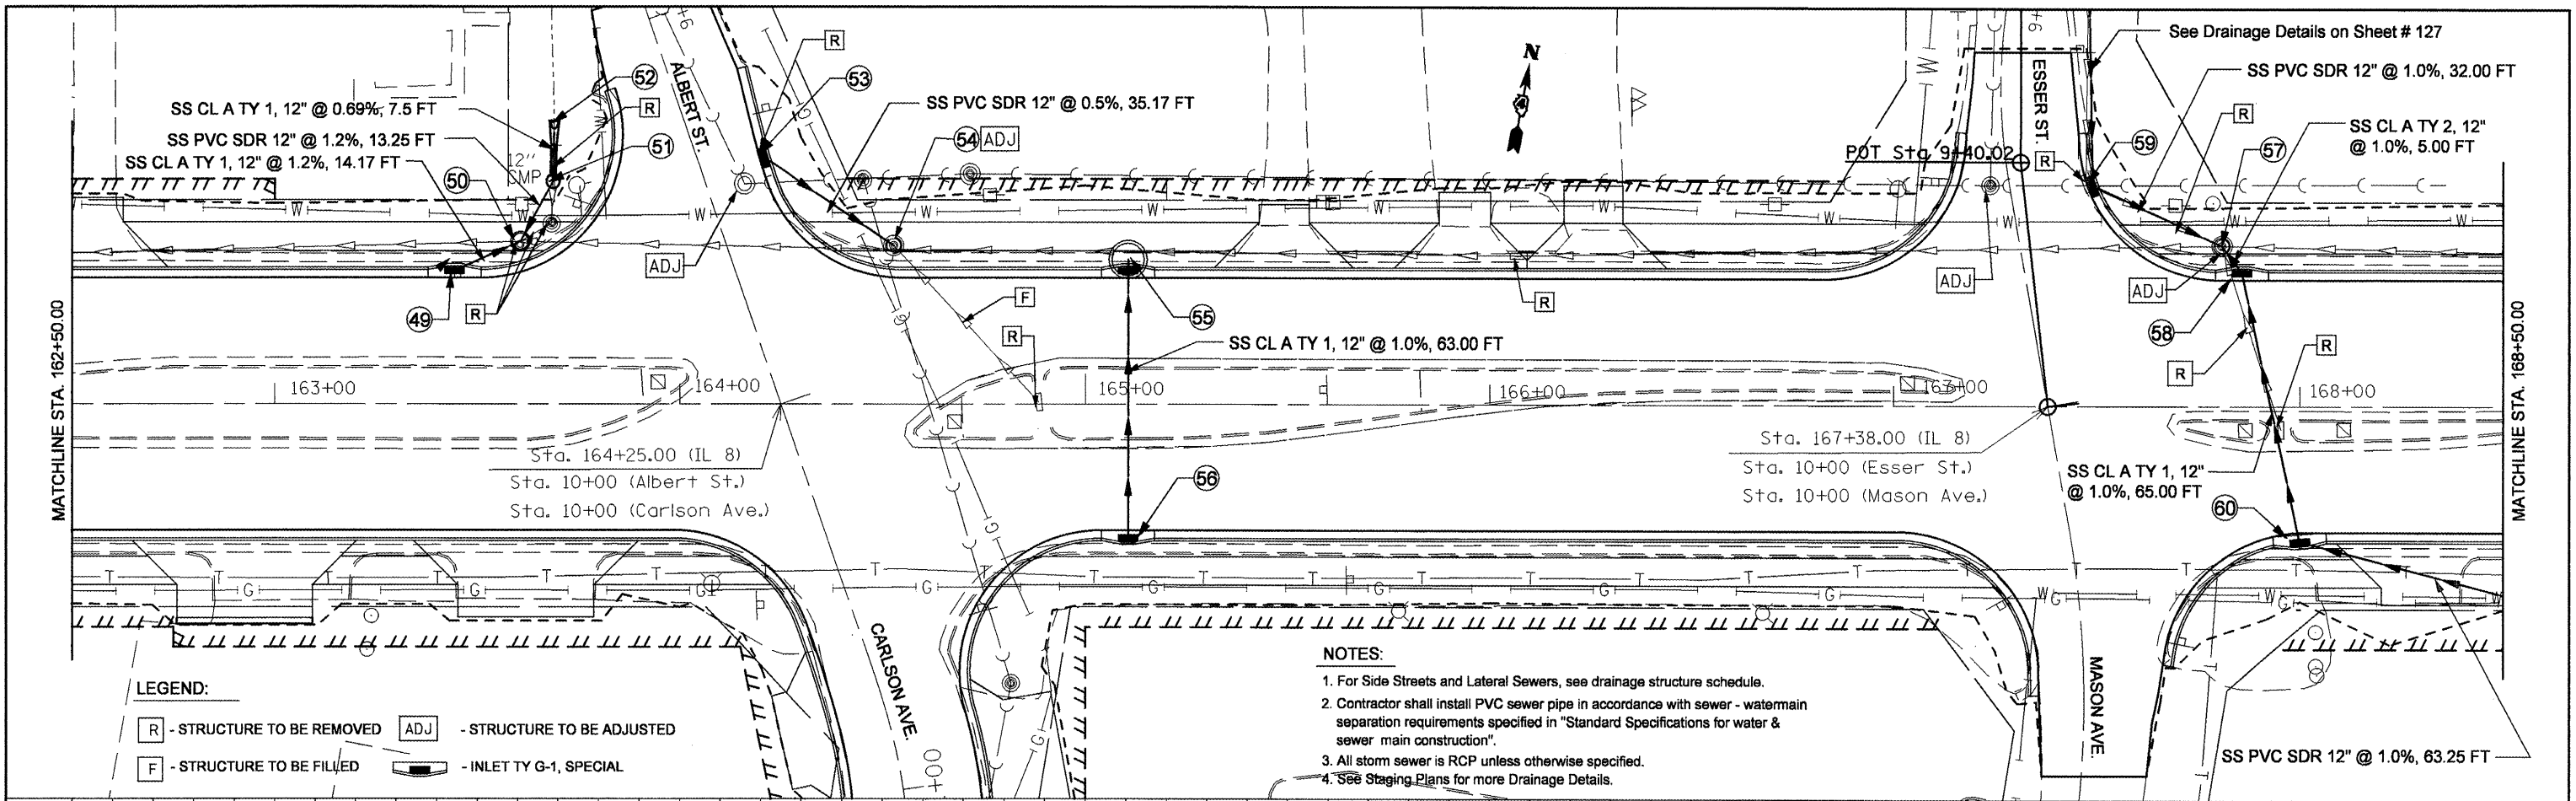 See Drainage Details on Sheet # 127
SS PVC SDR 12" @ 1.0%, 32.00 FT
R
SS CL A TY 2, 12"
@ 1.0%, 5.00 FT
R
53
52
R
SS CL A TY 1, 12" @ 0.69%, 7.5 FT
SS PVC SDR 12" @ 1.2%, 13.25 FT
SS CL A TY 1, 12" @ 1.2%, 14.17 FT
12"
CMP
50
51
49
R
ALBERT ST.
6+
SS PVC SDR 12" @ 0.5%, 35.17 FT
54
ADJ
N
ESSER ST.
6+
POT Sta 9+40.02
R
59
R
57
ADJ
ADJ
ADJ
58
R
R
F
R
55
R
SS CL A TY 1, 12" @ 1.0%, 63.00 FT
MATCHLINE STA. 162+50.00
163+00
164+00
165+00
166+00
167+00
168+00
MATCHLINE STA. 168+50.00
Sta. 164+25.00 (IL 8)
Sta. 10+00 (Albert St.)
Sta. 10+00 (Carlson Ave.)
56
Sta. 167+38.00 (IL 8)
Sta. 10+00 (Esser St.)
Sta. 10+00 (Mason Ave.)
SS CL A TY 1, 12"
@ 1.0%, 65.00 FT
60
W W W W W W W W W W
C C C C C C C
T T T T T T T T T T T T T T T
G G G G G G G G
CARLSON AVE.
+00
MASON AVE.
SS PVC SDR 12" @ 1.0%, 63.25 FT
LEGEND:
R - STRUCTURE TO BE REMOVED
ADJ - STRUCTURE TO BE ADJUSTED
F - STRUCTURE TO BE FILLED
- INLET TY G-1, SPECIAL
NOTES:
1. For Side Streets and Lateral Sewers, see drainage structure schedule.
2. Contractor shall install PVC sewer pipe in accordance with sewer - watermain
separation requirements specified in "Standard Specifications for water &
sewer main construction".
3. All storm sewer is RCP unless otherwise specified.
4. See Staging Plans for more Drainage Details.